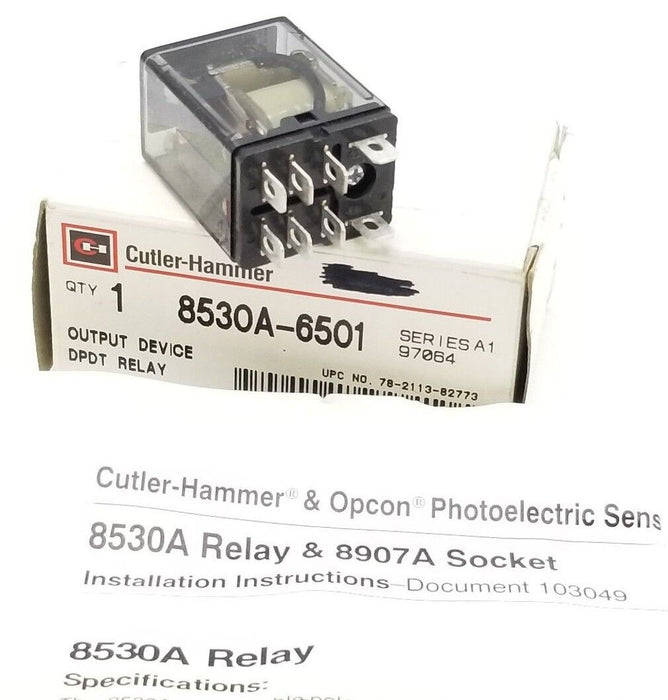 CH Cutler-Hammer
QTY 1 8530A-6501 SERIES A1
97064
OUTPUT DEVICE
DPDT RELAY
UPC NO. 78-2113-82773
Cutler-Hammer® & Opcon® Photoelectric Sens
8530A Relay & 8907A Socket
Installation Instructions—Document 103049
8530A Relay
Specifications: